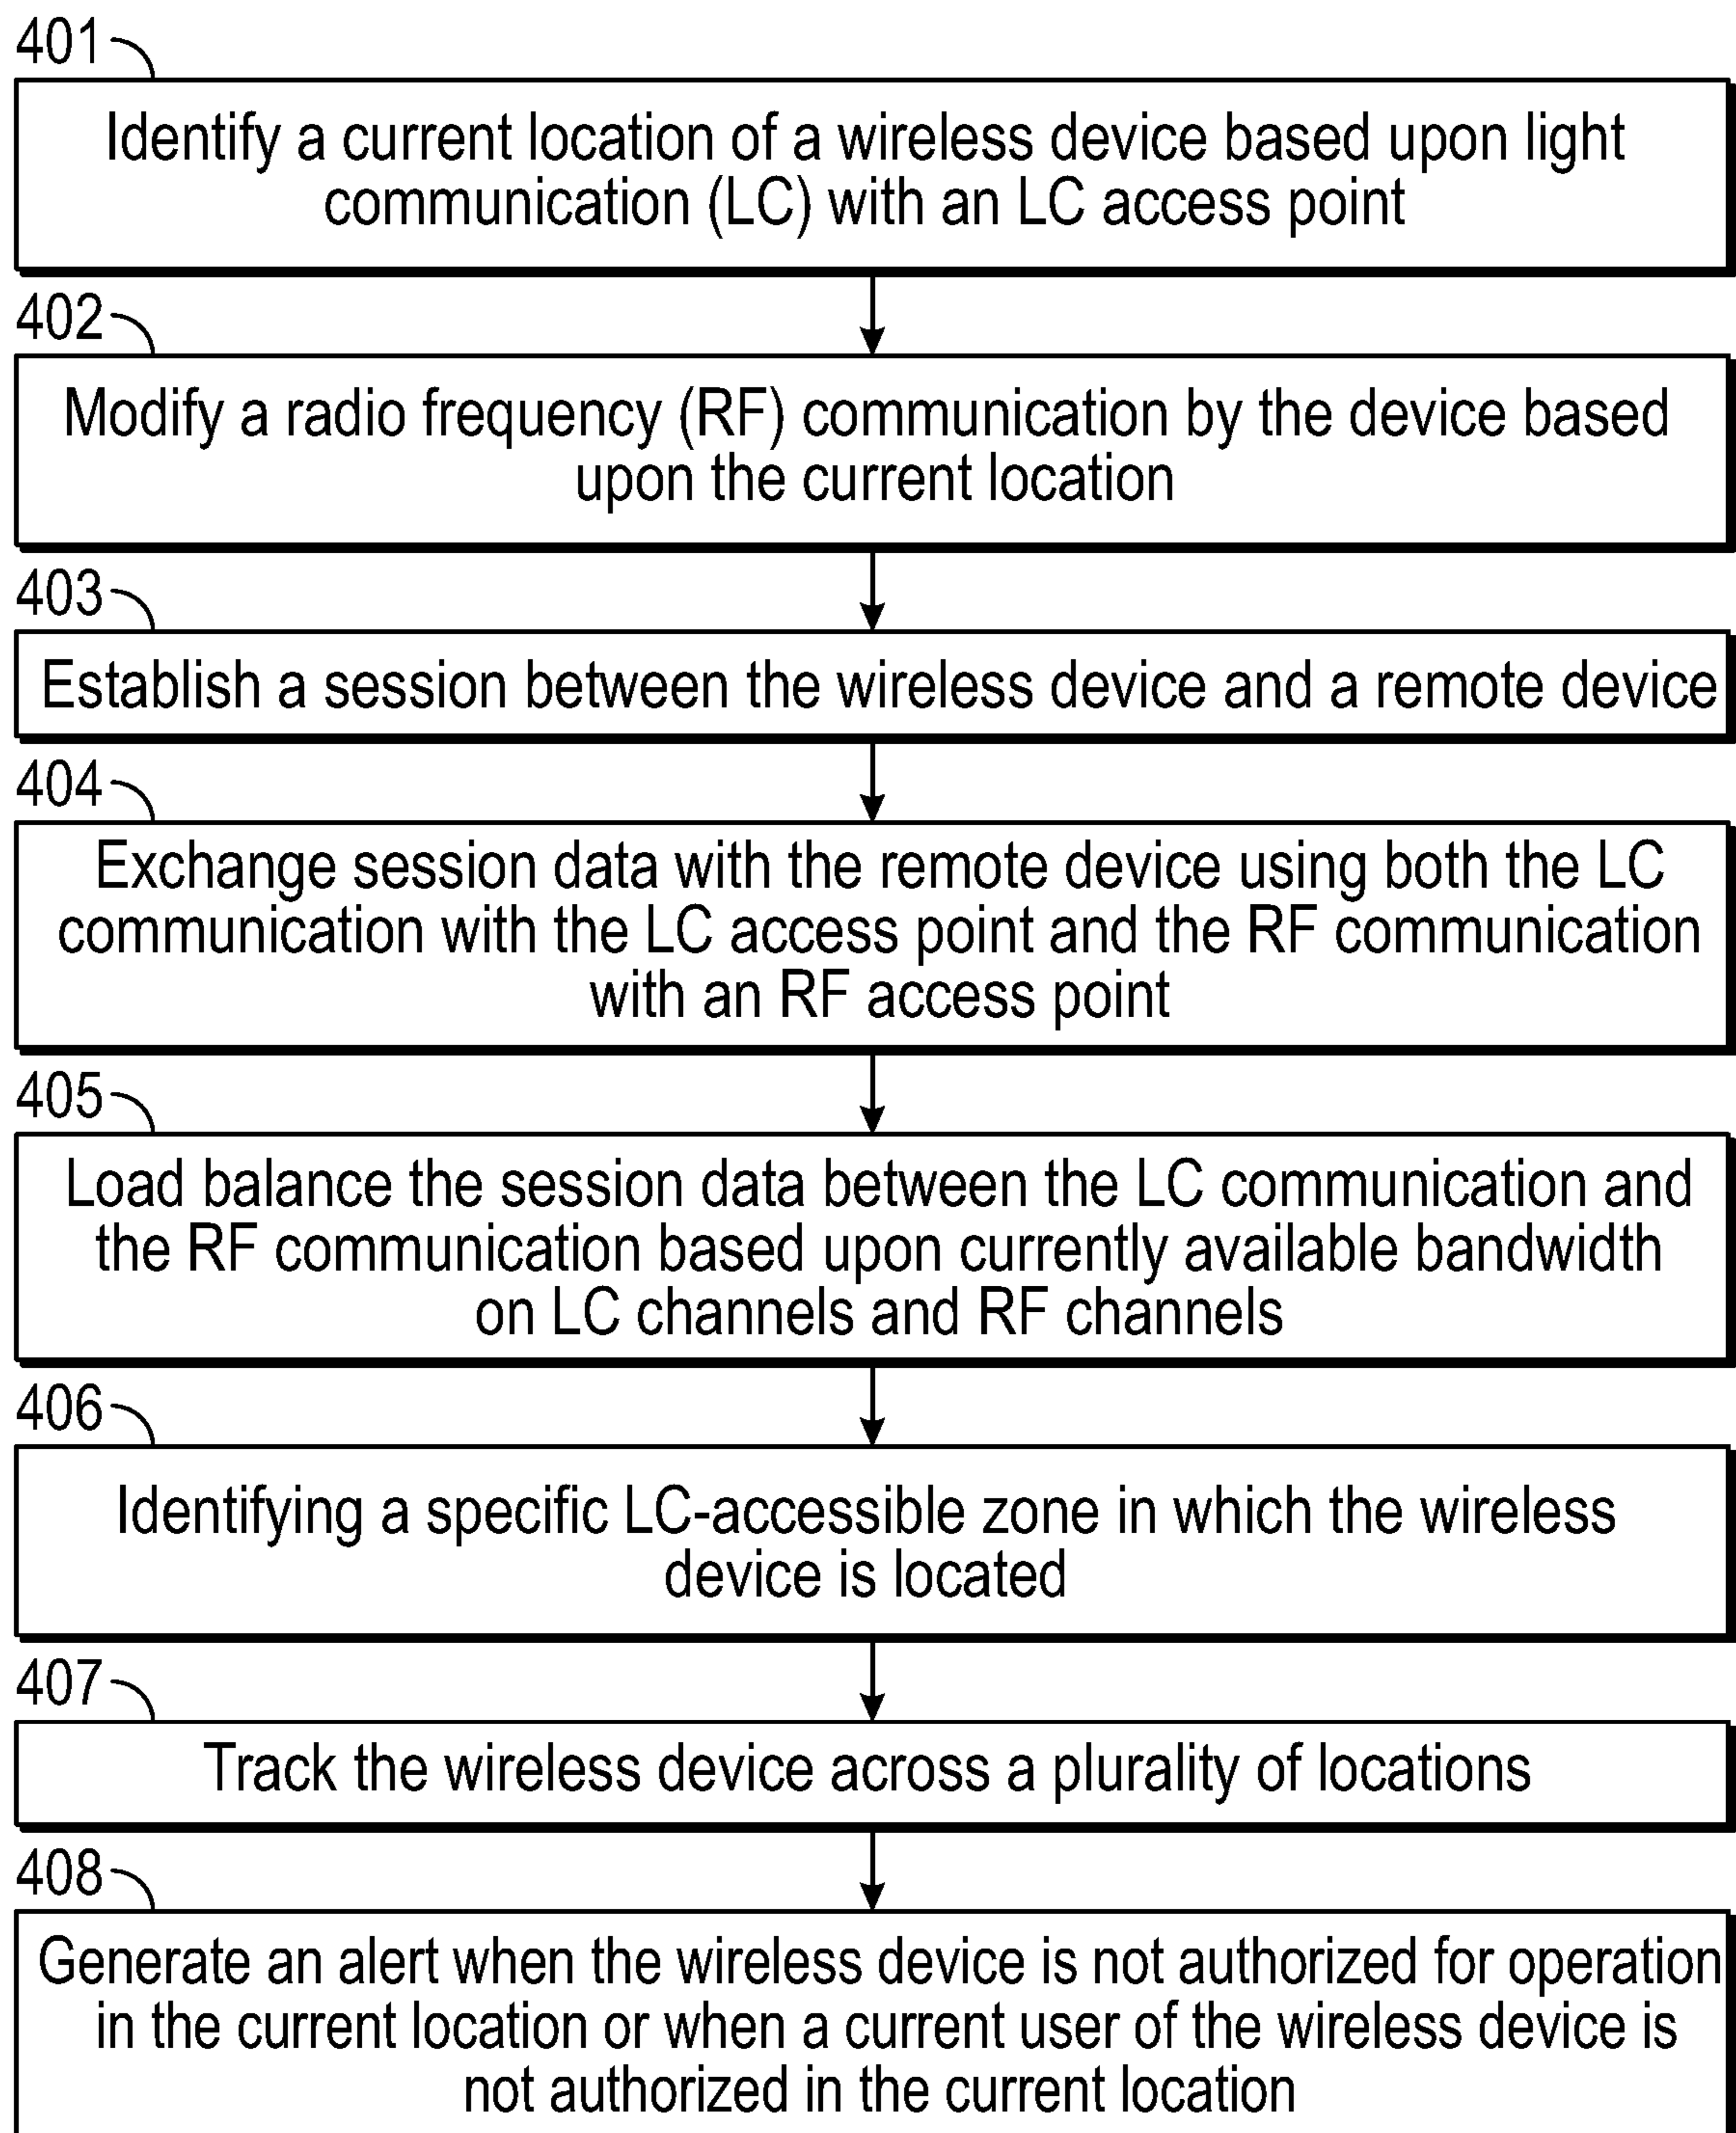 401
Identify a current location of a wireless device based upon light
communication (LC) with an LC access point
402
Modify a radio frequency (RF) communication by the device based
upon the current location
403
Establish a session between the wireless device and a remote device
404
Exchange session data with the remote device using both the LC
communication with the LC access point and the RF communication
with an RF access point
405
Load balance the session data between the LC communication and
the RF communication based upon currently available bandwidth
on LC channels and RF channels
406
Identifying a specific LC-accessible zone in which the wireless
device is located
407
Track the wireless device across a plurality of locations
408
Generate an alert when the wireless device is not authorized for operation
in the current location or when a current user of the wireless device is
not authorized in the current location